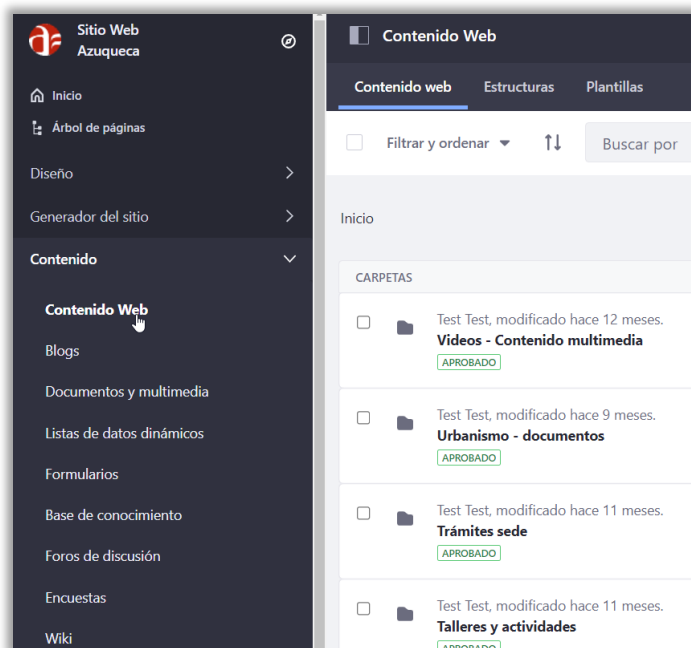 Sitio Web
Azuqueca
Inicio
Árbol de páginas
Diseño
Generador del sitio
Contenido
Contenido Web
Blogs
Documentos y multimedia
Listas de datos dinámicos
Formularios
Base de conocimiento
Foros de discusión
Encuestas
Wiki
Contenido Web
Contenido web Estructuras Plantillas
Filtrar y ordenar Buscar por
Inicio
CARPETAS
Test Test, modificado hace 12 meses.
Videos - Contenido multimedia
APROBADO
Test Test, modificado hace 9 meses.
Urbanismo - documentos
APROBADO
Test Test, modificado hace 11 meses.
Trámites sede
APROBADO
Test Test, modificado hace 11 meses.
Talleres y actividades
APROBADO